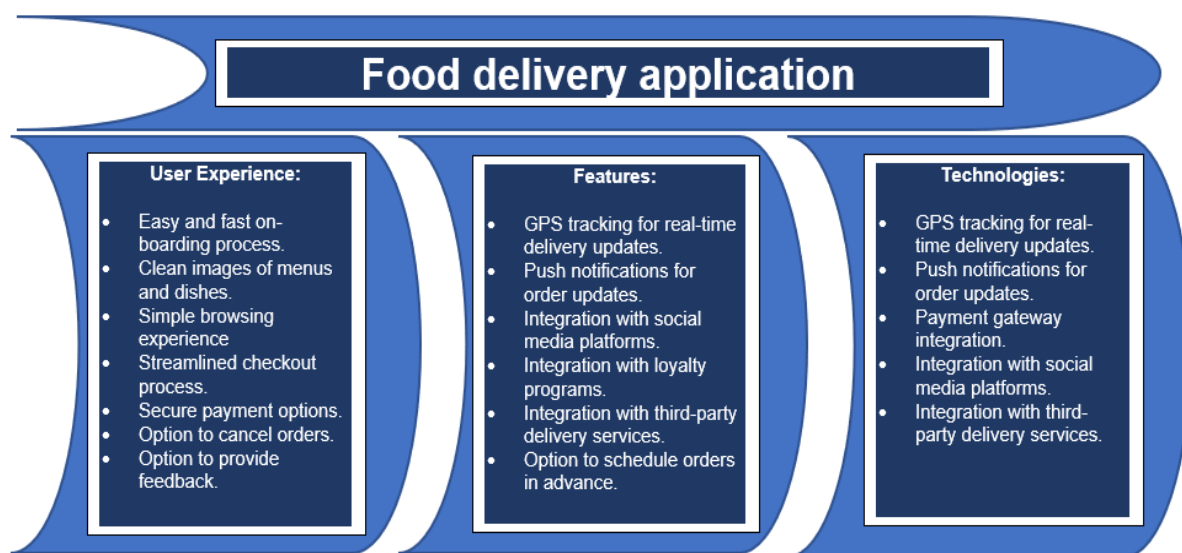 Food delivery application
User Experience:
• Easy and fast on-
boarding process.
• Clean images of menus
and dishes.
• Simple browsing
experience
• Streamlined checkout
process.
• Secure payment options.
• Option to cancel orders.
• Option to provide
feedback.
Features:
• GPS tracking for real-time
delivery updates.
• Push notifications for
order updates.
• Integration with social
media platforms.
• Integration with loyalty
programs.
• Integration with third-party
delivery services.
• Option to schedule orders
in advance.
Technologies:
• GPS tracking for real-
time delivery updates.
• Push notifications for
order updates.
• Payment gateway
integration.
• Integration with social
media platforms.
• Integration with third-
party delivery services.